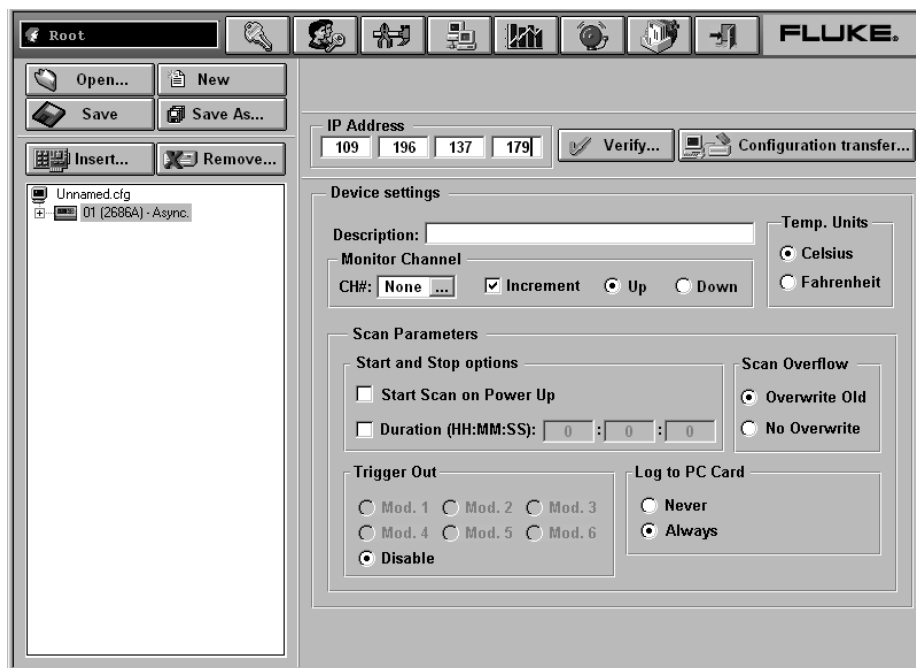 Root
FLUKE®
Open...
New
Save
Save As...
Insert...
Remove...
Unnamed.cfg
01 (2686A) - Async.
IP Address
109 196 137 179
Verify...
Configuration transfer...
Device settings
Description:
Temp. Units
Celsius
Fahrenheit
Monitor Channel
CH#: None ... Increment Up Down
Scan Parameters
Start and Stop options
Start Scan on Power Up
Duration (HH:MM:SS): 0 : 0 : 0
Scan Overflow
Overwrite Old
No Overwrite
Trigger Out
Mod. 1 Mod. 2 Mod. 3
Mod. 4 Mod. 5 Mod. 6
Disable
Log to PC Card
Never
Always